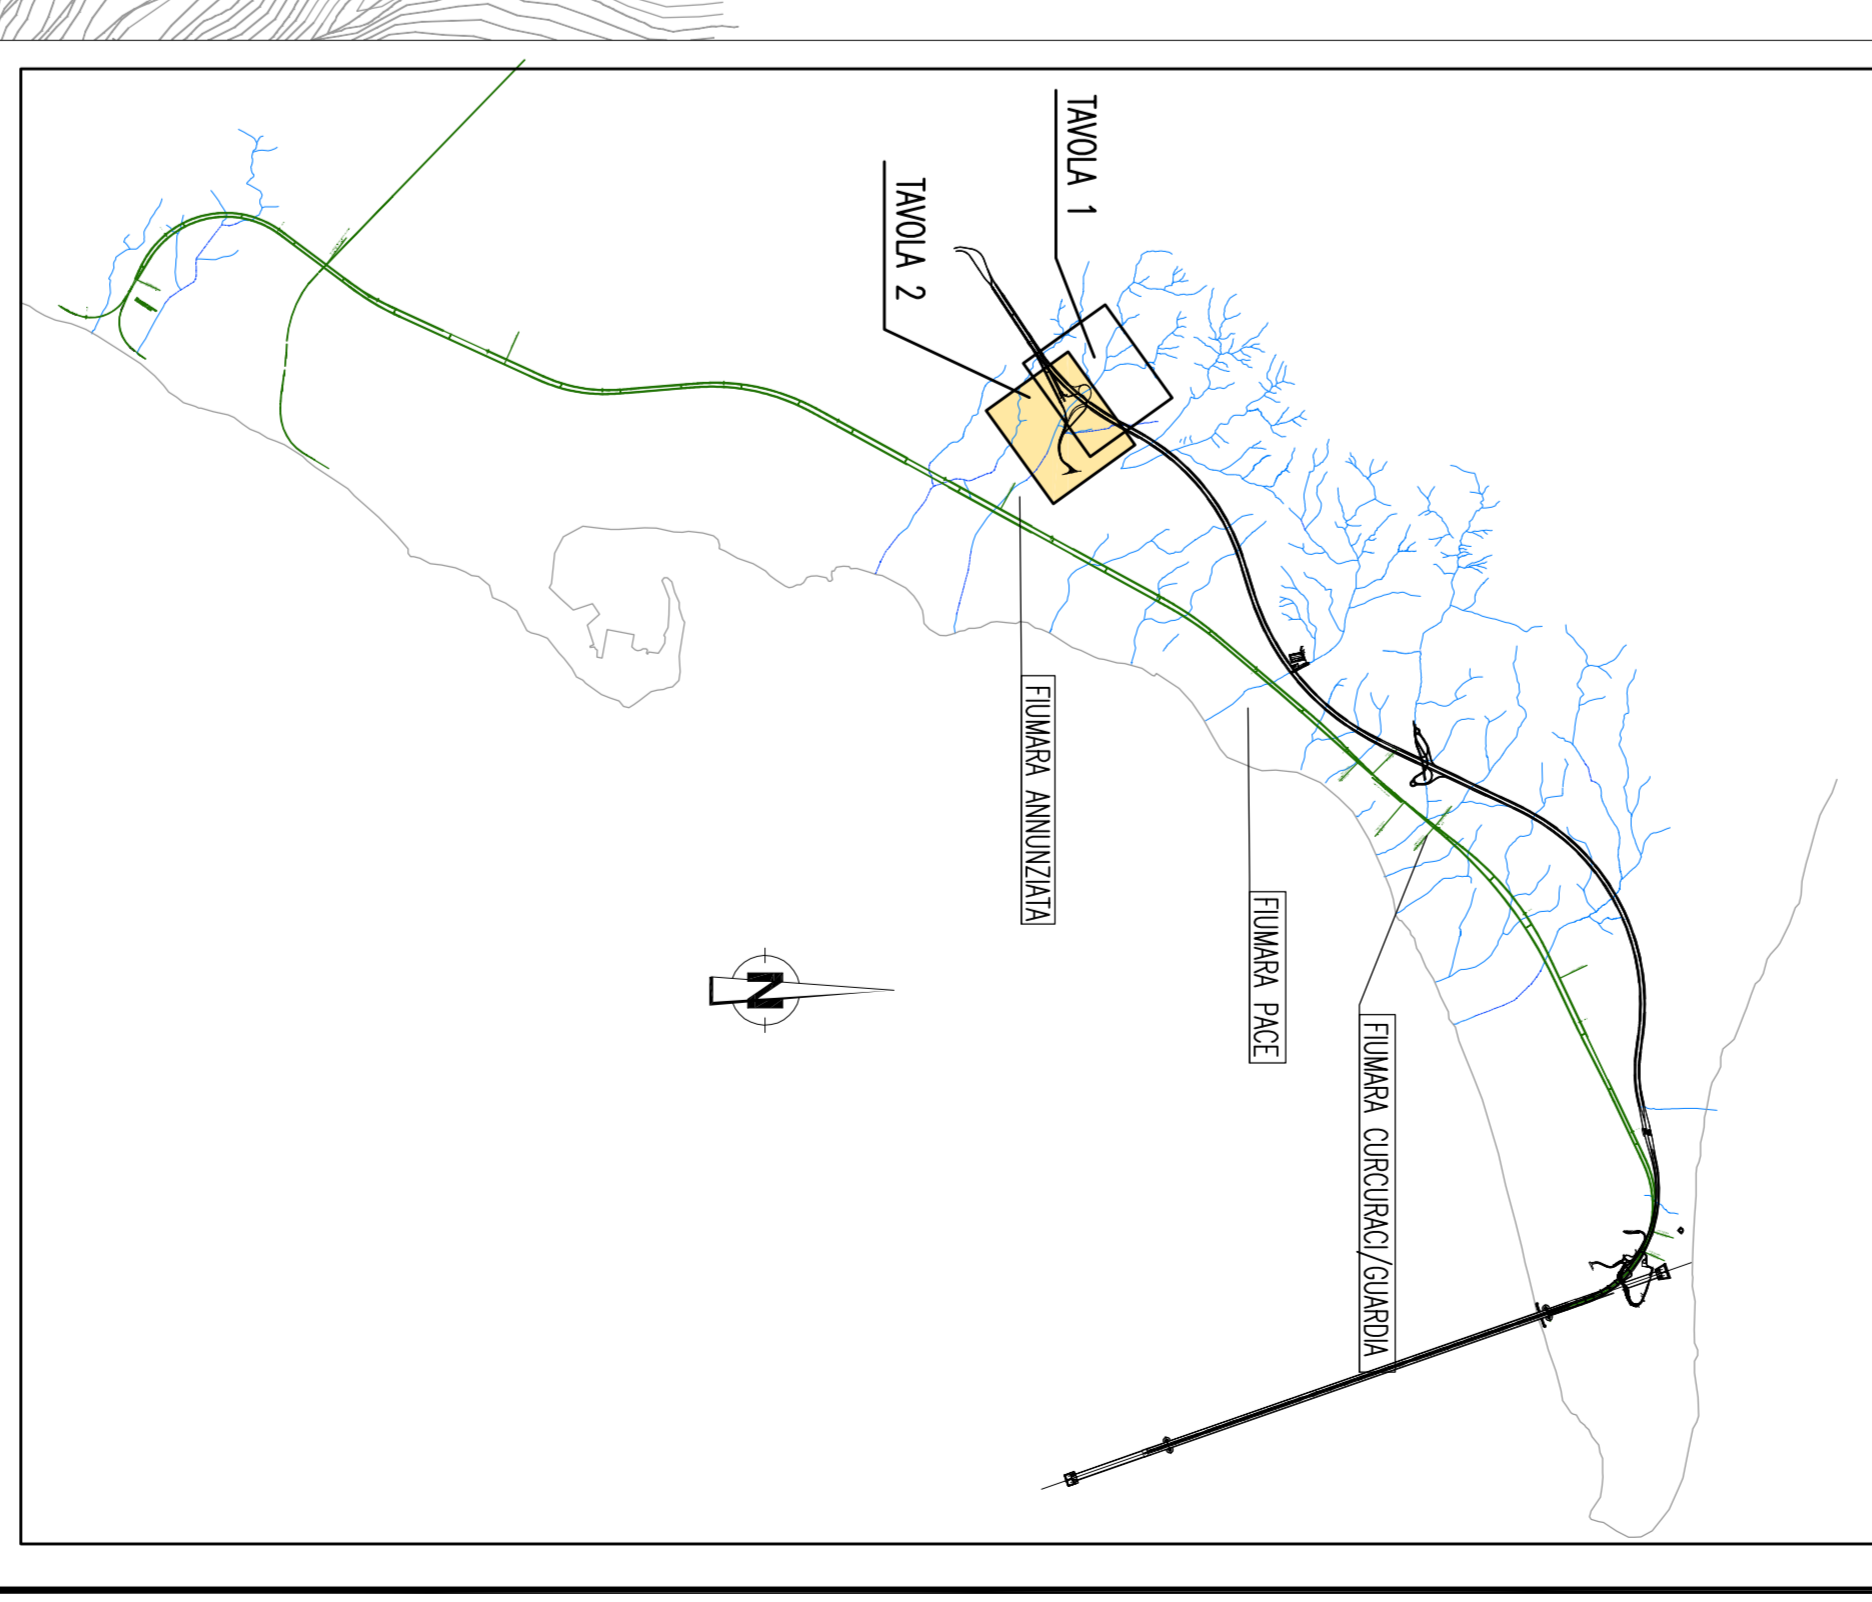 TAVOLA 1
TAVOLA 2
FIUMARA ANNUNZIATA
FIUMARA PACE
FIUMARA CURCURACI/GUARDIA
N